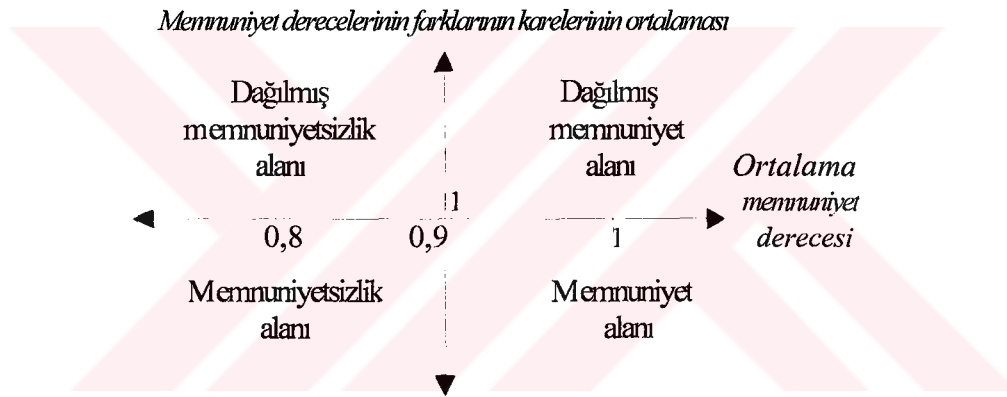 Memnuniyet derecelerinin farklarının karelerinin ortalaması
Dağılmış
memnuniyetsizlik
alanı
Dağılmış
memnuniyet
alanı
Ortalama
memnuniyet
derecesi
1
0,8
0,9
1
Memnuniyetsizlik
alanı
Memnuniyet
alanı